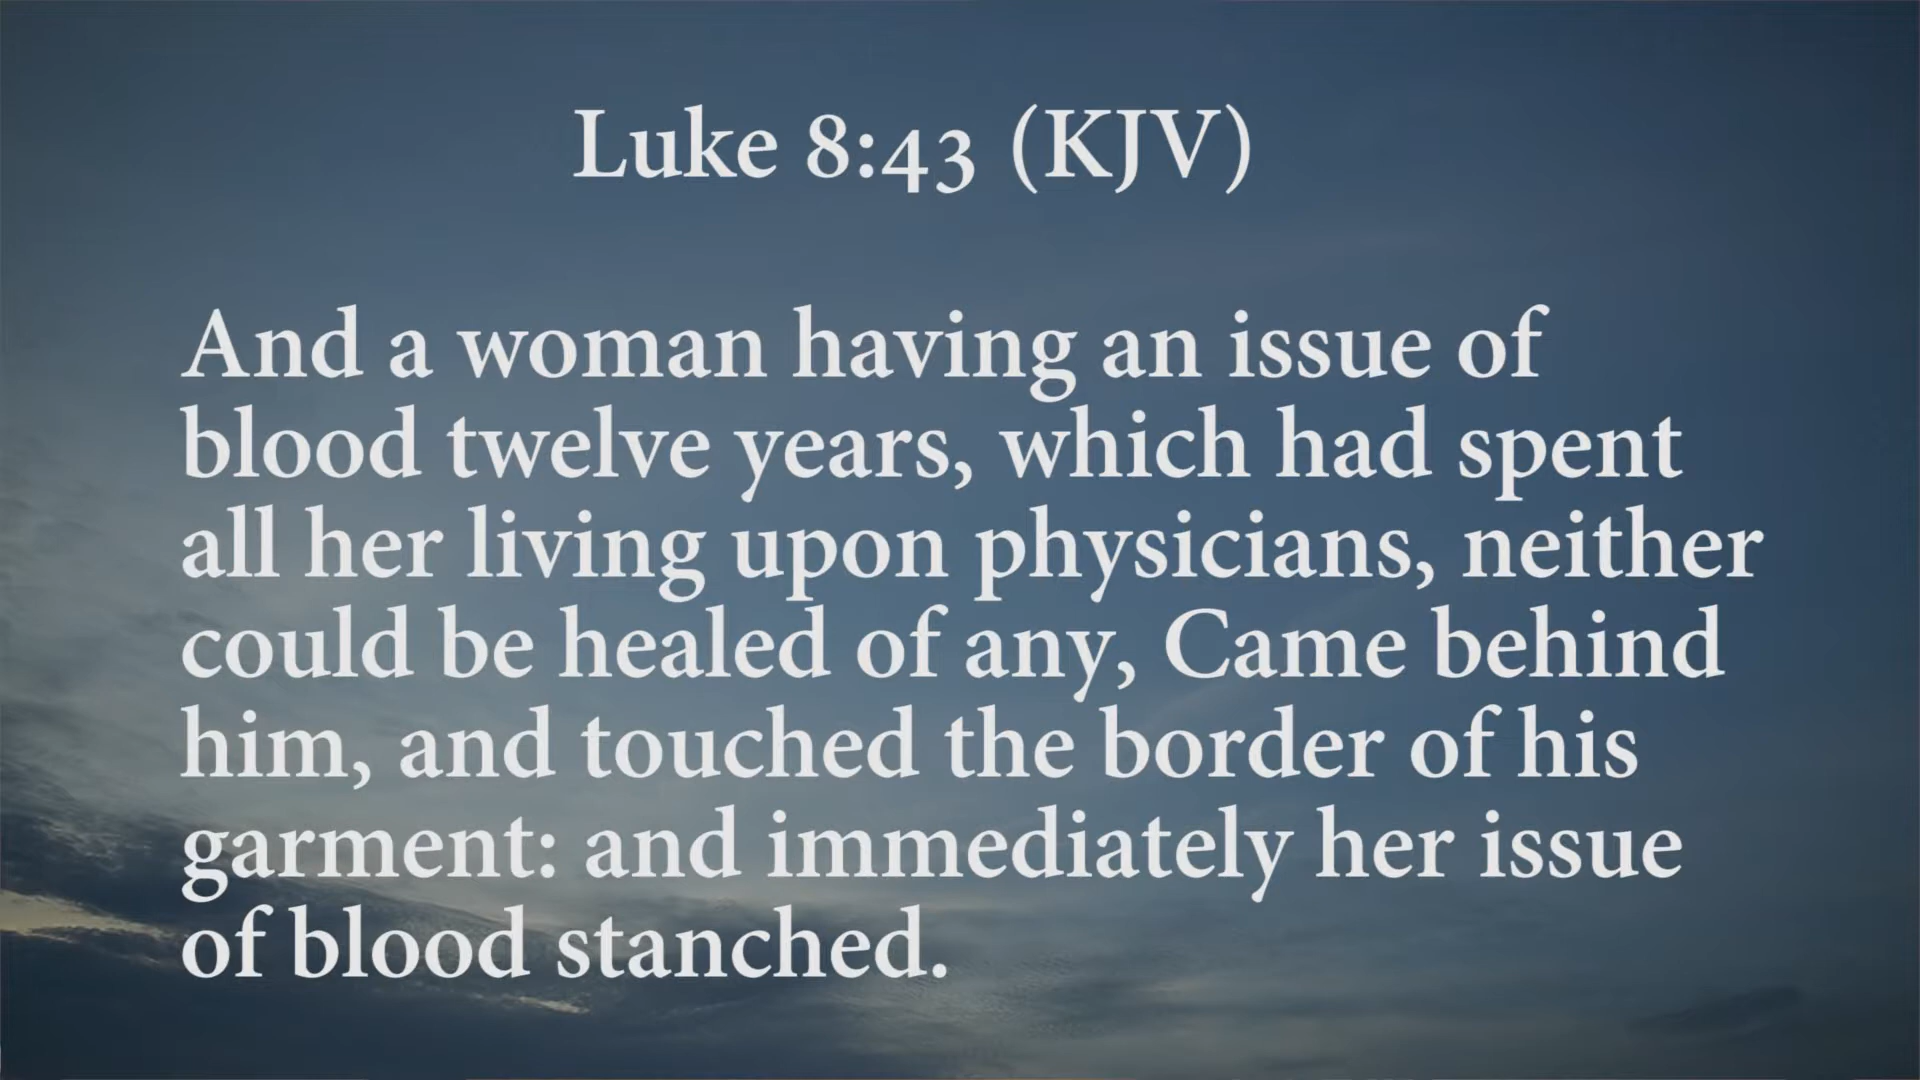 Luke 8:43 (KJV)
And a woman having an issue of
blood twelve years, which had spent
all her living upon physicians, neither
could be healed of any, Came behind
him, and touched the border of his
garment: and immediately her issue
of blood stanched.